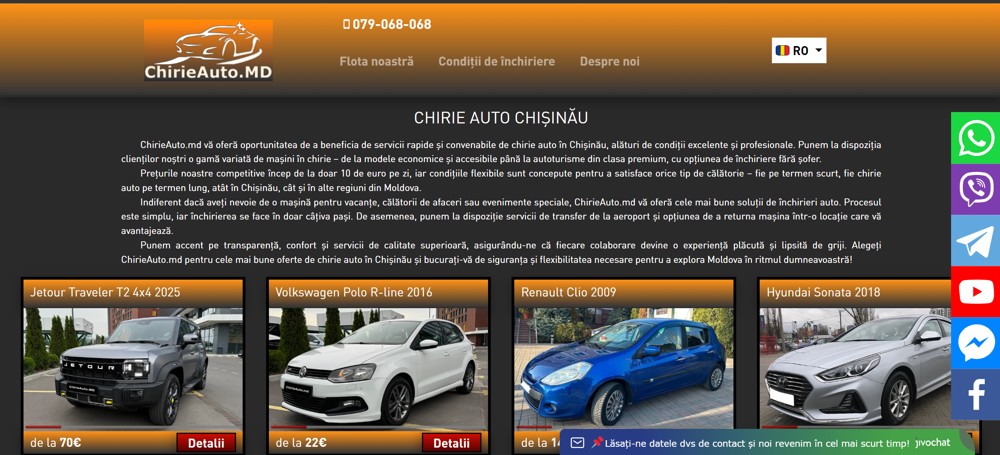 079-068-068
ChirieAuto.MD
Flota noastră Condiții de închiriere Despre noi
RO
CHIRIE AUTO CHIȘINĂU
ChirieAuto.md vă oferă oportunitatea de a beneficia de servicii rapide și convenabile de chirie auto în Chișinău, alături de condiții excelente și profesionale. Punem la dispoziția
clienților noștri o gamă variată de mașini în chirie – de la modele economice și accesibile până la autoturisme din clasa premium, cu opțiunea de închiriere fără șofer.
Prețurile noastre competitive încep de la doar 10 de euro pe zi, iar condițiile flexibile sunt concepute pentru a satisface orice tip de călătorie – fie pe termen scurt, fie chirie
auto pe termen lung, atât în Chișinău, cât și în alte regiuni din Moldova.
Indiferent dacă aveți nevoie de o mașină pentru vacanțe, călătorii de afaceri sau evenimente speciale, ChirieAuto.md vă oferă cele mai bune soluții de închirieri auto. Procesul
este simplu, iar închirierea se face în doar câțiva pași. De asemenea, punem la dispoziție servicii de transfer de la aeroport și opțiunea de a returna mașina într-o locație care vă
avantajează.
Punem accent pe transparență, confort și servicii de calitate superioară, asigurându-ne că fiecare colaborare devine o experiență plăcută și lipsită de griji. Alegeți
ChirieAuto.md pentru cele mai bune oferte de chirie auto în Chișinău și bucurați-vă de siguranța și flexibilitatea necesare pentru a explora Moldova în ritmul dumneavoastră!
Jetour Traveler T2 4x4 2025
JETOUR
ChirieAuto.MD
de la 70€
Detalii
Volkswagen Polo R-line 2016
ChirieAuto.md
de la 22€
Detalii
Renault Clio 2009
de la
Hyundai Sonata 2018
Lăsați-ne datele dvs de contact și noi revenim în cel mai scurt timp! jivochat